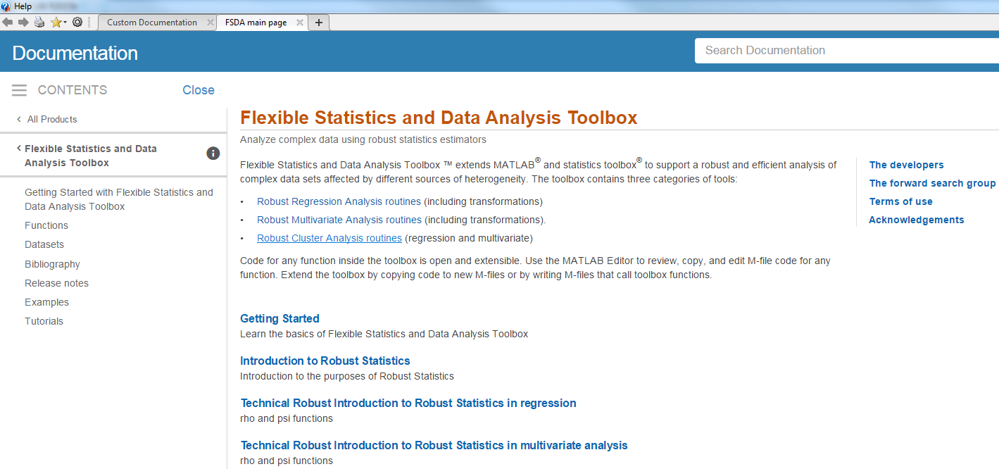 Help
Custom Documentation
FSDA main page
Documentation
Search Documentation
CONTENTS
Close
All Products
Flexible Statistics and Data
Analysis Toolbox
Getting Started with Flexible Statistics and
Data Analysis Toolbox
Functions
Datasets
Bibliography
Release notes
Examples
Tutorials
Flexible Statistics and Data Analysis Toolbox
Analyze complex data using robust statistics estimators
Flexible Statistics and Data Analysis Toolbox ™ extends MATLAB® and statistics toolbox® to support a robust and efficient analysis of
complex data sets affected by different sources of heterogeneity. The toolbox contains three categories of tools:
• Robust Regression Analysis routines (including transformations)
• Robust Multivariate Analysis routines (including transformations).
• Robust Cluster Analysis routines (regression and multivariate)
Code for any function inside the toolbox is open and extensible. Use the MATLAB Editor to review, copy, and edit M-file code for any
function. Extend the toolbox by copying code to new M-files or by writing M-files that call toolbox functions.
Getting Started
Learn the basics of Flexible Statistics and Data Analysis Toolbox
Introduction to Robust Statistics
Introduction to the purposes of Robust Statistics
Technical Robust Introduction to Robust Statistics in regression
rho and psi functions
Technical Robust Introduction to Robust Statistics in multivariate analysis
rho and psi functions
The developers
The forward search group
Terms of use
Acknowledgements